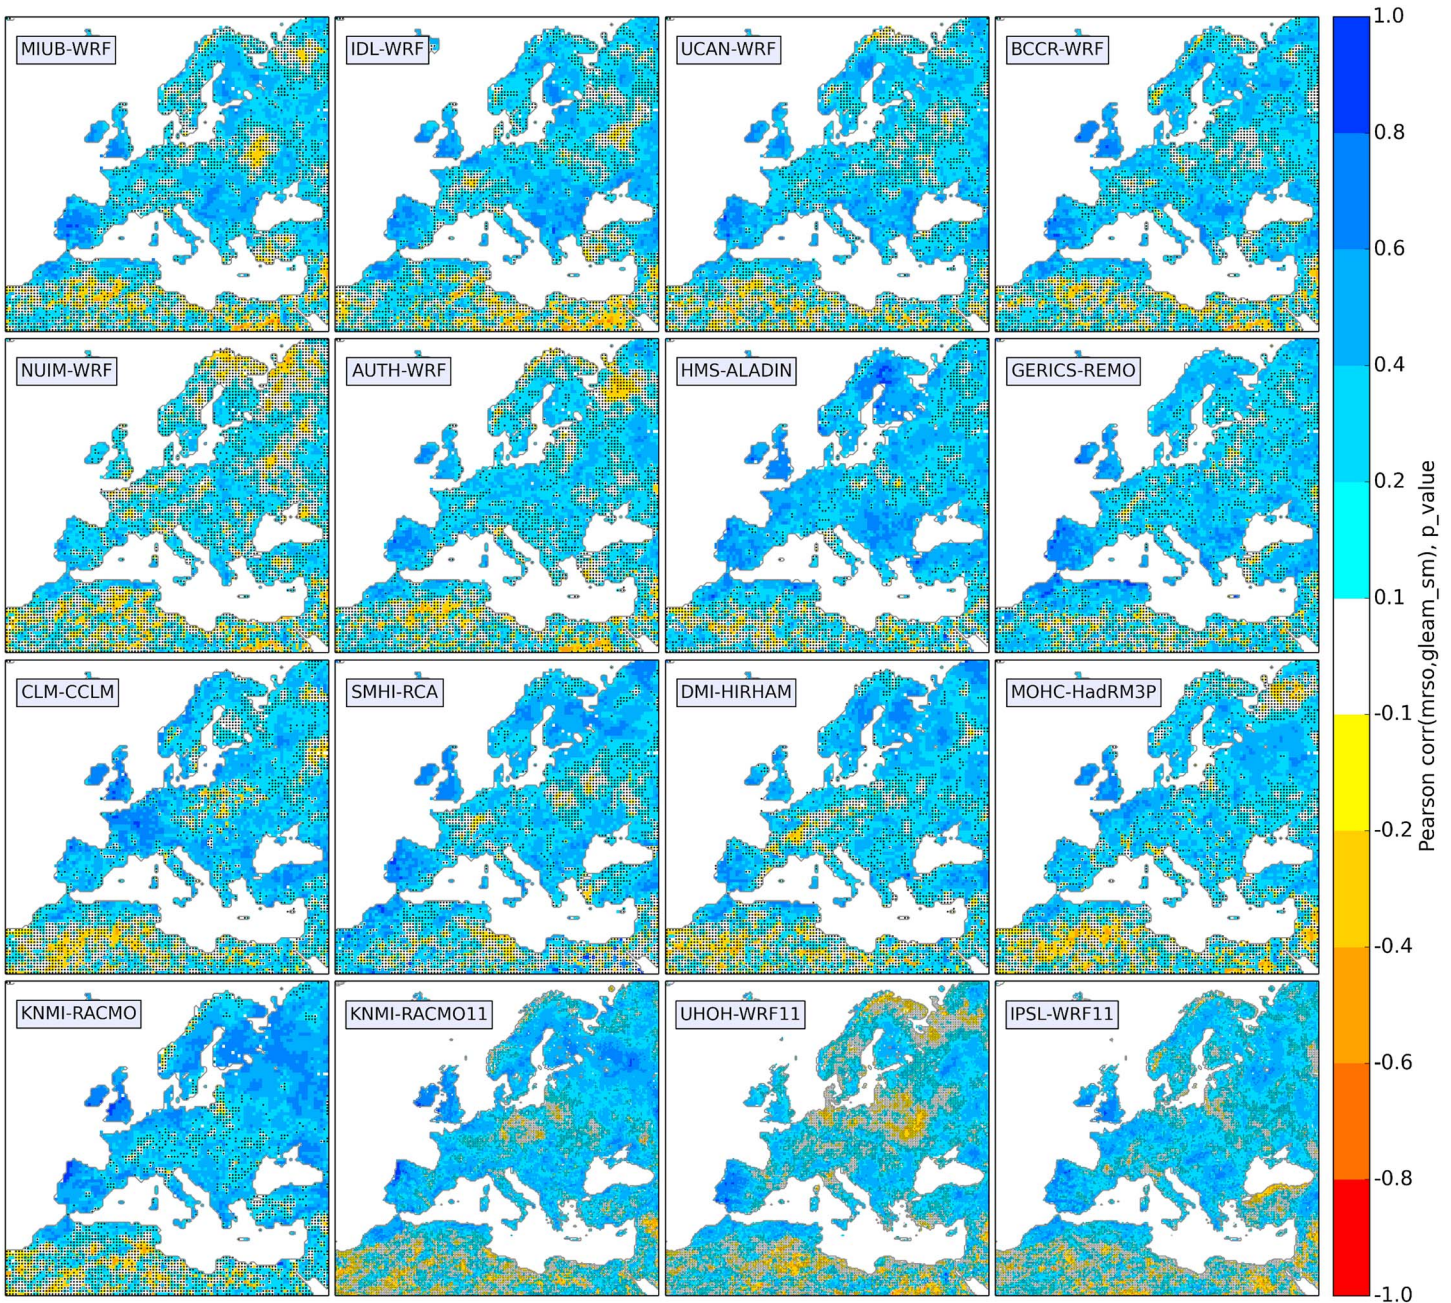 MIUB-WRF
IDL-WRF
UCAN-WRF
BCCR-WRF
NUIM-WRF
AUTH-WRF
HMS-ALADIN
GERICS-REMO
CLM-CCLM
SMHI-RCA
DMI-HIRHAM
MOHC-HadRM3P
KNMI-RACMO
KNMI-RACMO11
UHOH-WRF11
IPSL-WRF11
1.0
0.8
0.6
0.4
0.2
0.1
-0.1
-0.2
-0.4
-0.6
-0.8
-1.0
Pearson corr(mrso,gleam_sm), p_value